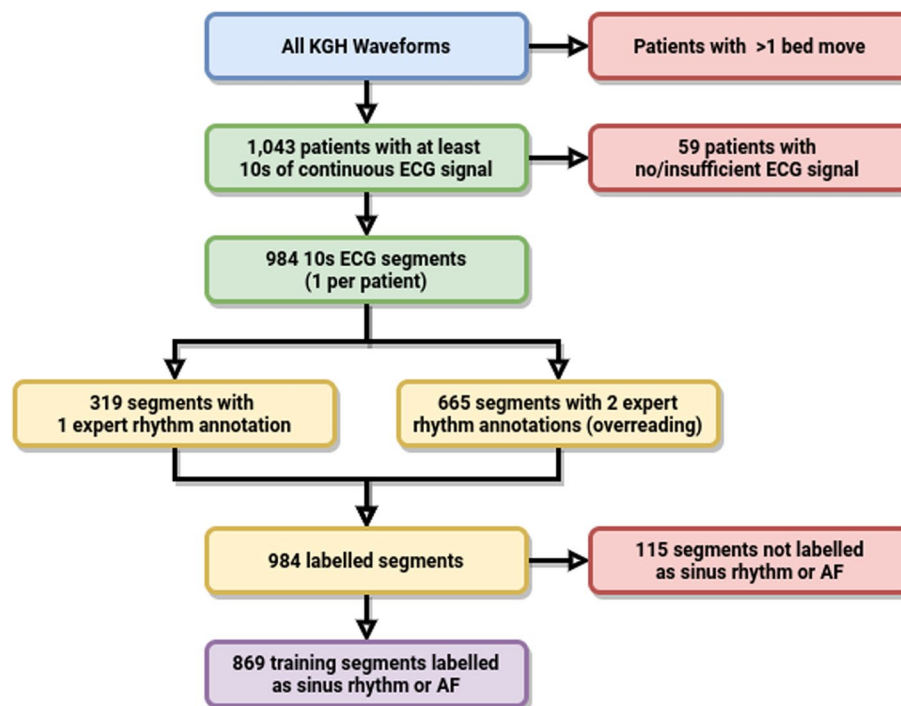 All KGH Waveforms
Patients with >1 bed move
1,043 patients with at least
10s of continuous ECG signal
59 patients with
no/insufficient ECG signal
984 10s ECG segments
(1 per patient)
319 segments with
1 expert rhythm annotation
665 segments with 2 expert
rhythm annotations (overreading)
984 labelled segments
115 segments not labelled
as sinus rhythm or AF
869 training segments labelled
as sinus rhythm or AF